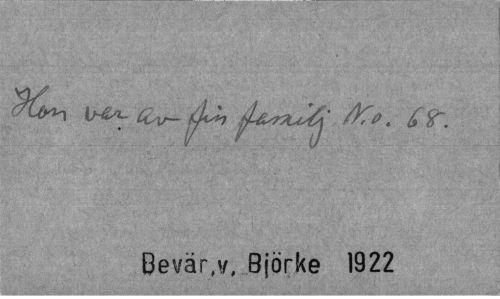 Hon var av fin familj N.o. 68.
Bevär,v, Björke 1922